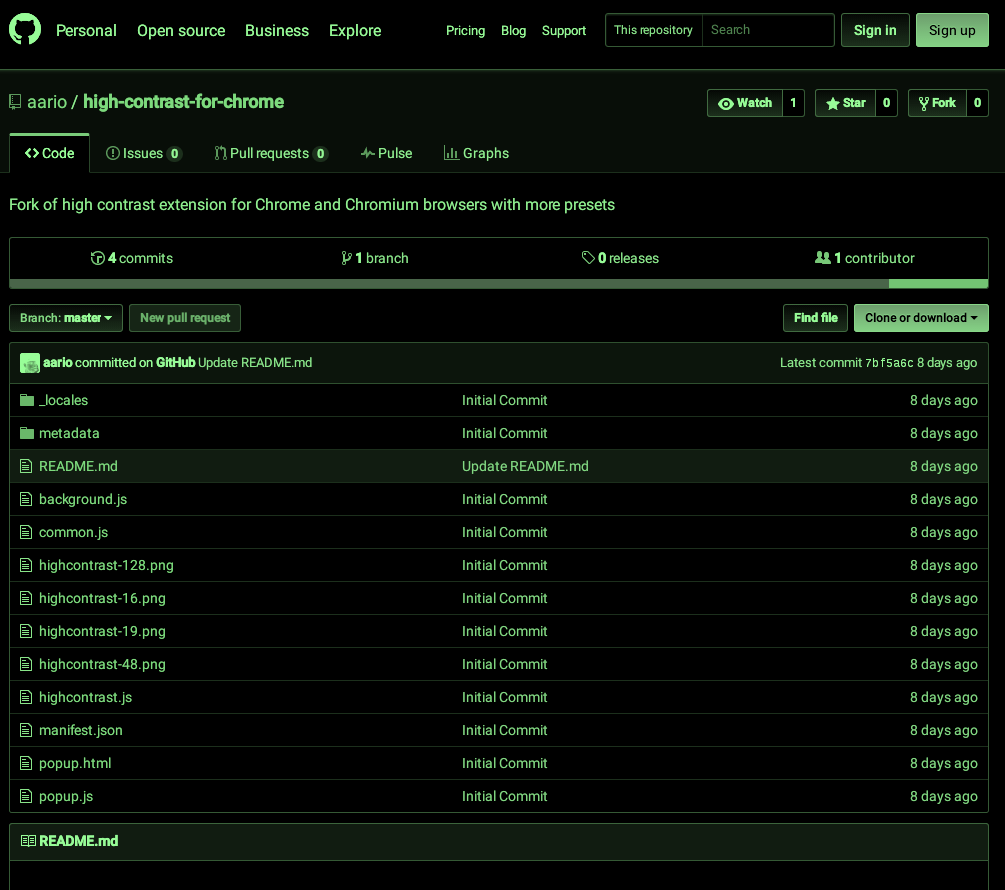 Personal Open source Business Explore Pricing Blog Support This repository Search Sign in Sign up
aario / high-contrast-for-chrome Watch 1 Star 0 Fork 0
Code Issues 0 Pull requests 0 Pulse Graphs
Fork of high contrast extension for Chrome and Chromium browsers with more presets
4 commits 1 branch 0 releases 1 contributor
Branch: master New pull request Find file Clone or download
aario committed on GitHub Update README.md Latest commit 7bf5a6c 8 days ago
_locales Initial Commit 8 days ago
metadata Initial Commit 8 days ago
README.md Update README.md 8 days ago
background.js Initial Commit 8 days ago
common.js Initial Commit 8 days ago
highcontrast-128.png Initial Commit 8 days ago
highcontrast-16.png Initial Commit 8 days ago
highcontrast-19.png Initial Commit 8 days ago
highcontrast-48.png Initial Commit 8 days ago
highcontrast.js Initial Commit 8 days ago
manifest.json Initial Commit 8 days ago
popup.html Initial Commit 8 days ago
popup.js Initial Commit 8 days ago
README.md